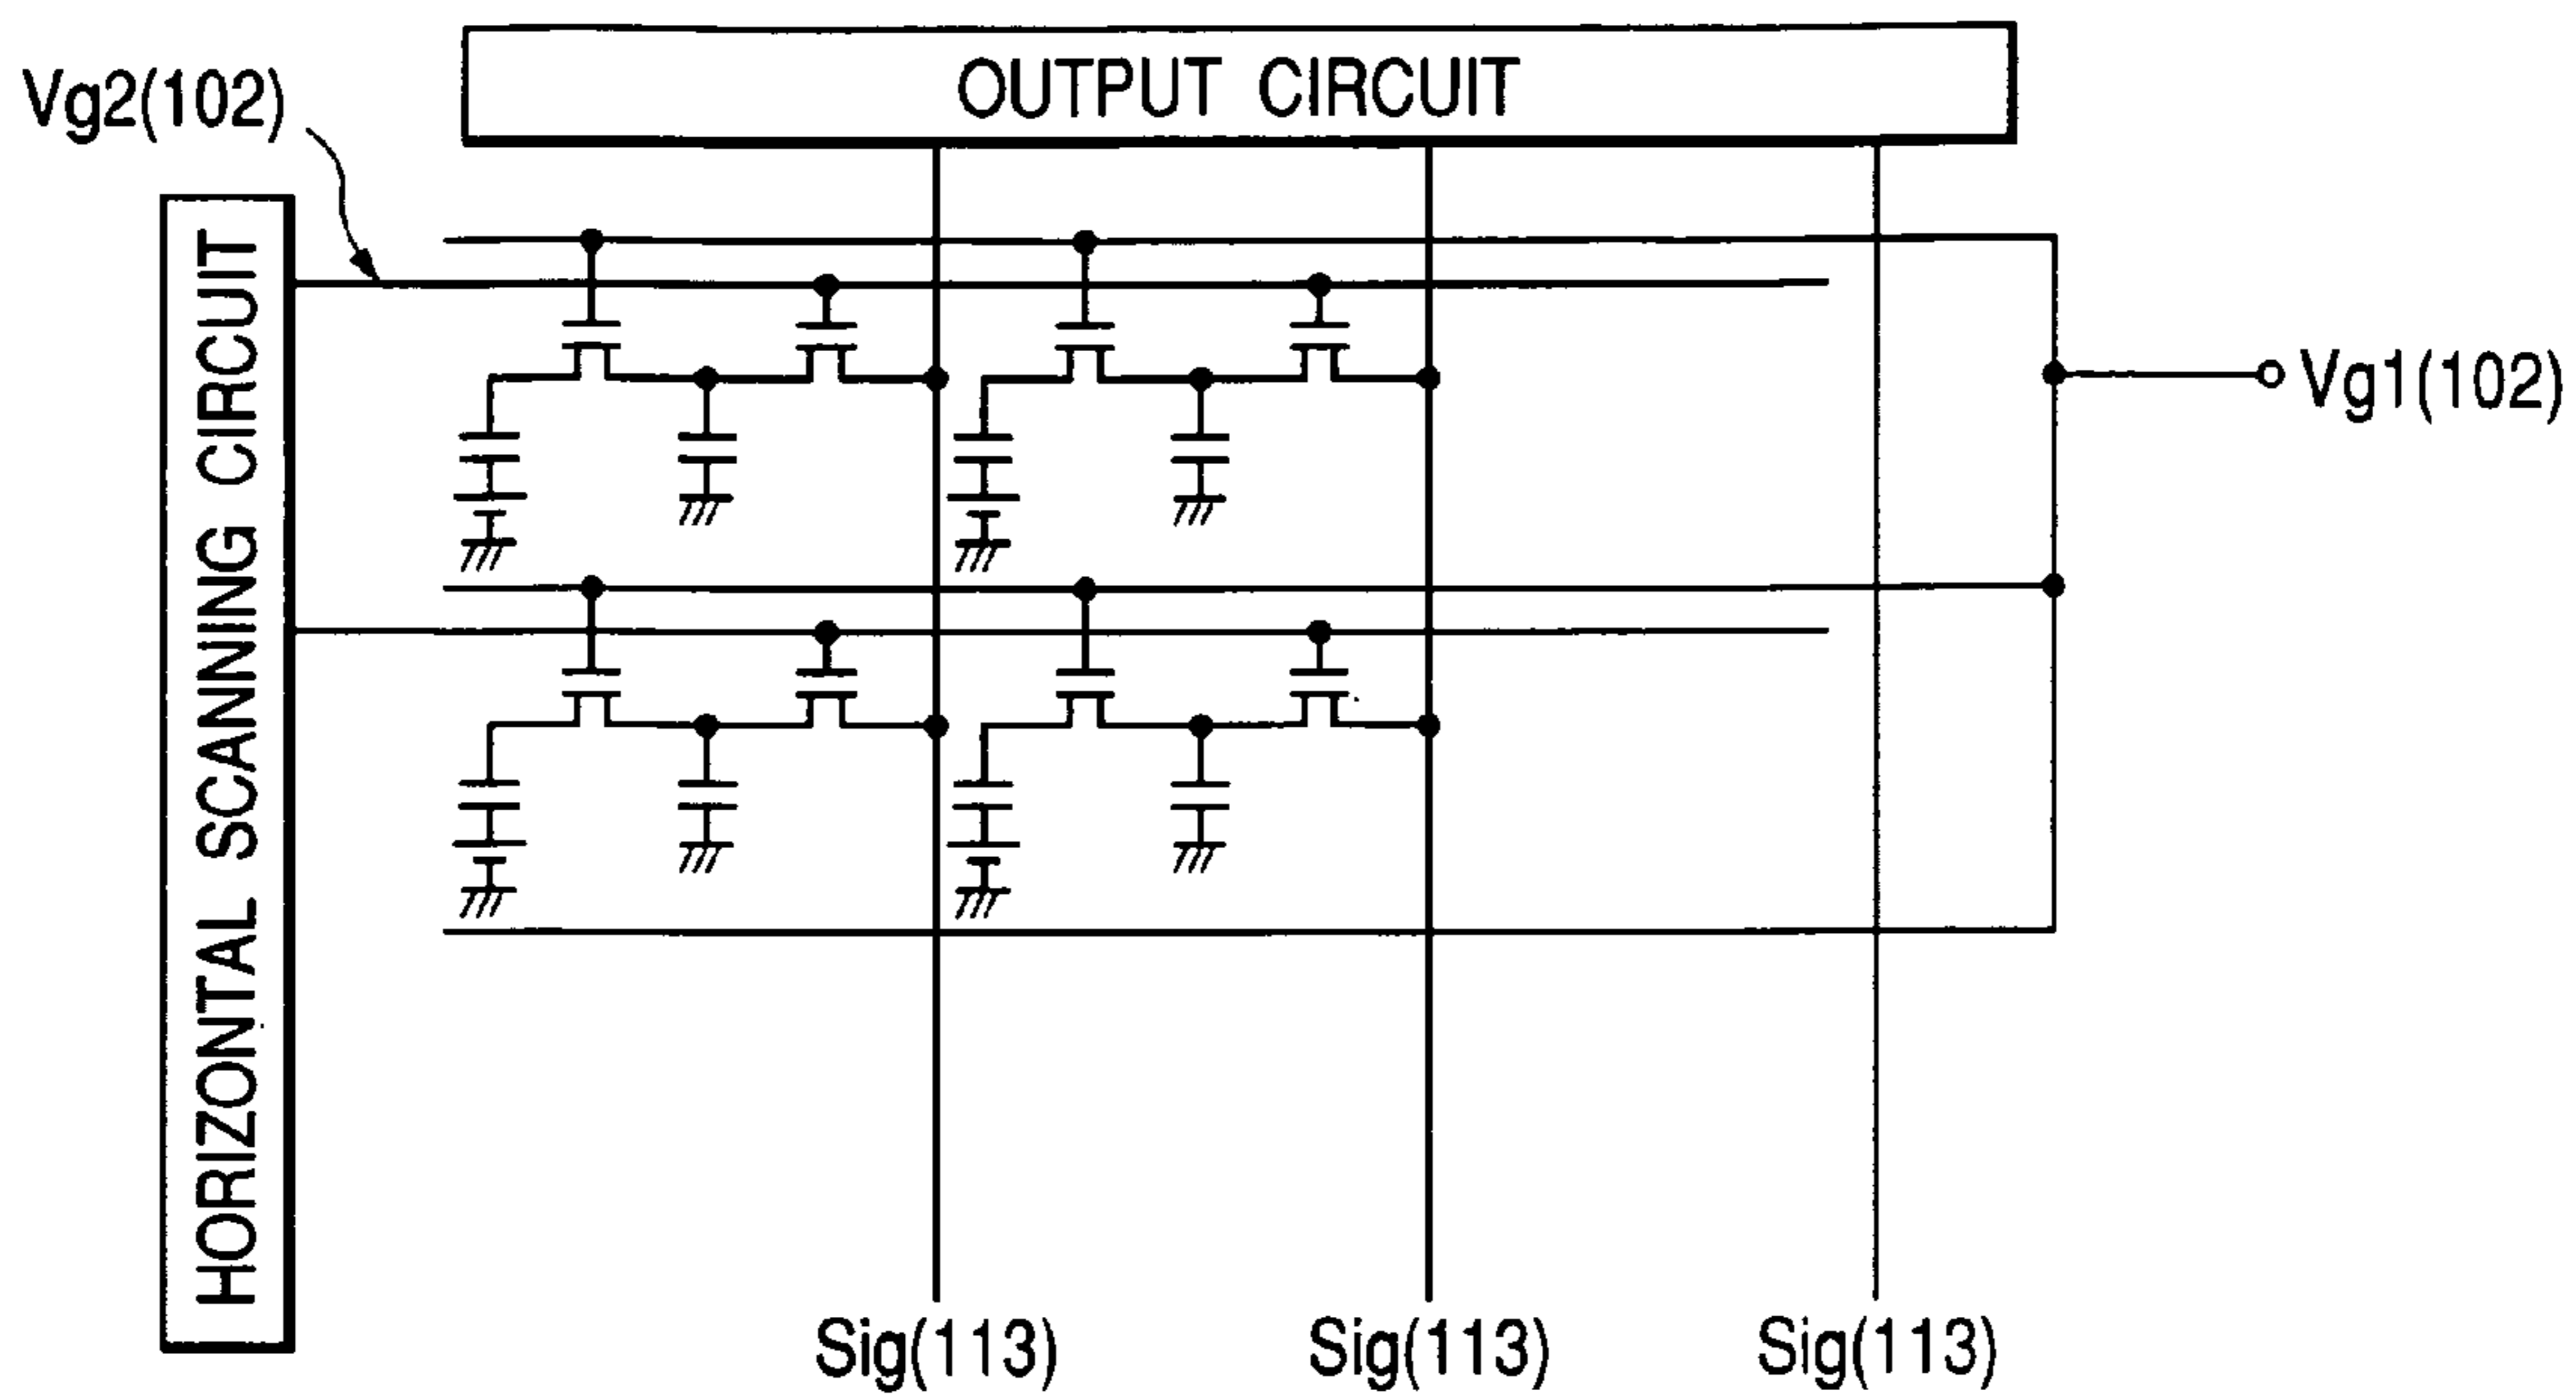 OUTPUT CIRCUIT
Vg2(102)
HORIZONTAL SCANNING CIRCUIT
Vg1(102)
Sig(113)
Sig(113)
Sig(113)